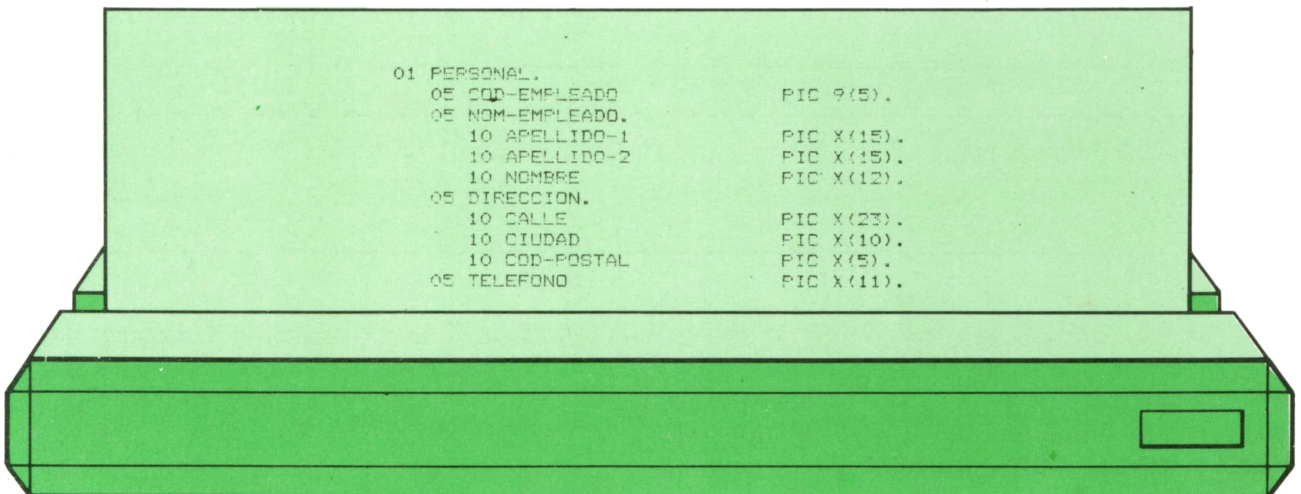 01 PERSONAL.
05 COD-EMPLEADO PIC 9(5).
05 NOM-EMPLEADO.
10 APELLIDO-1 PIC X(15).
10 APELLIDO-2 PIC X(15).
10 NOMBRE PIC X(12).
05 DIRECCION.
10 CALLE PIC X(23).
10 CIUDAD PIC X(10).
10 COD-POSTAL PIC X(5).
05 TELEFONO PIC X(11).